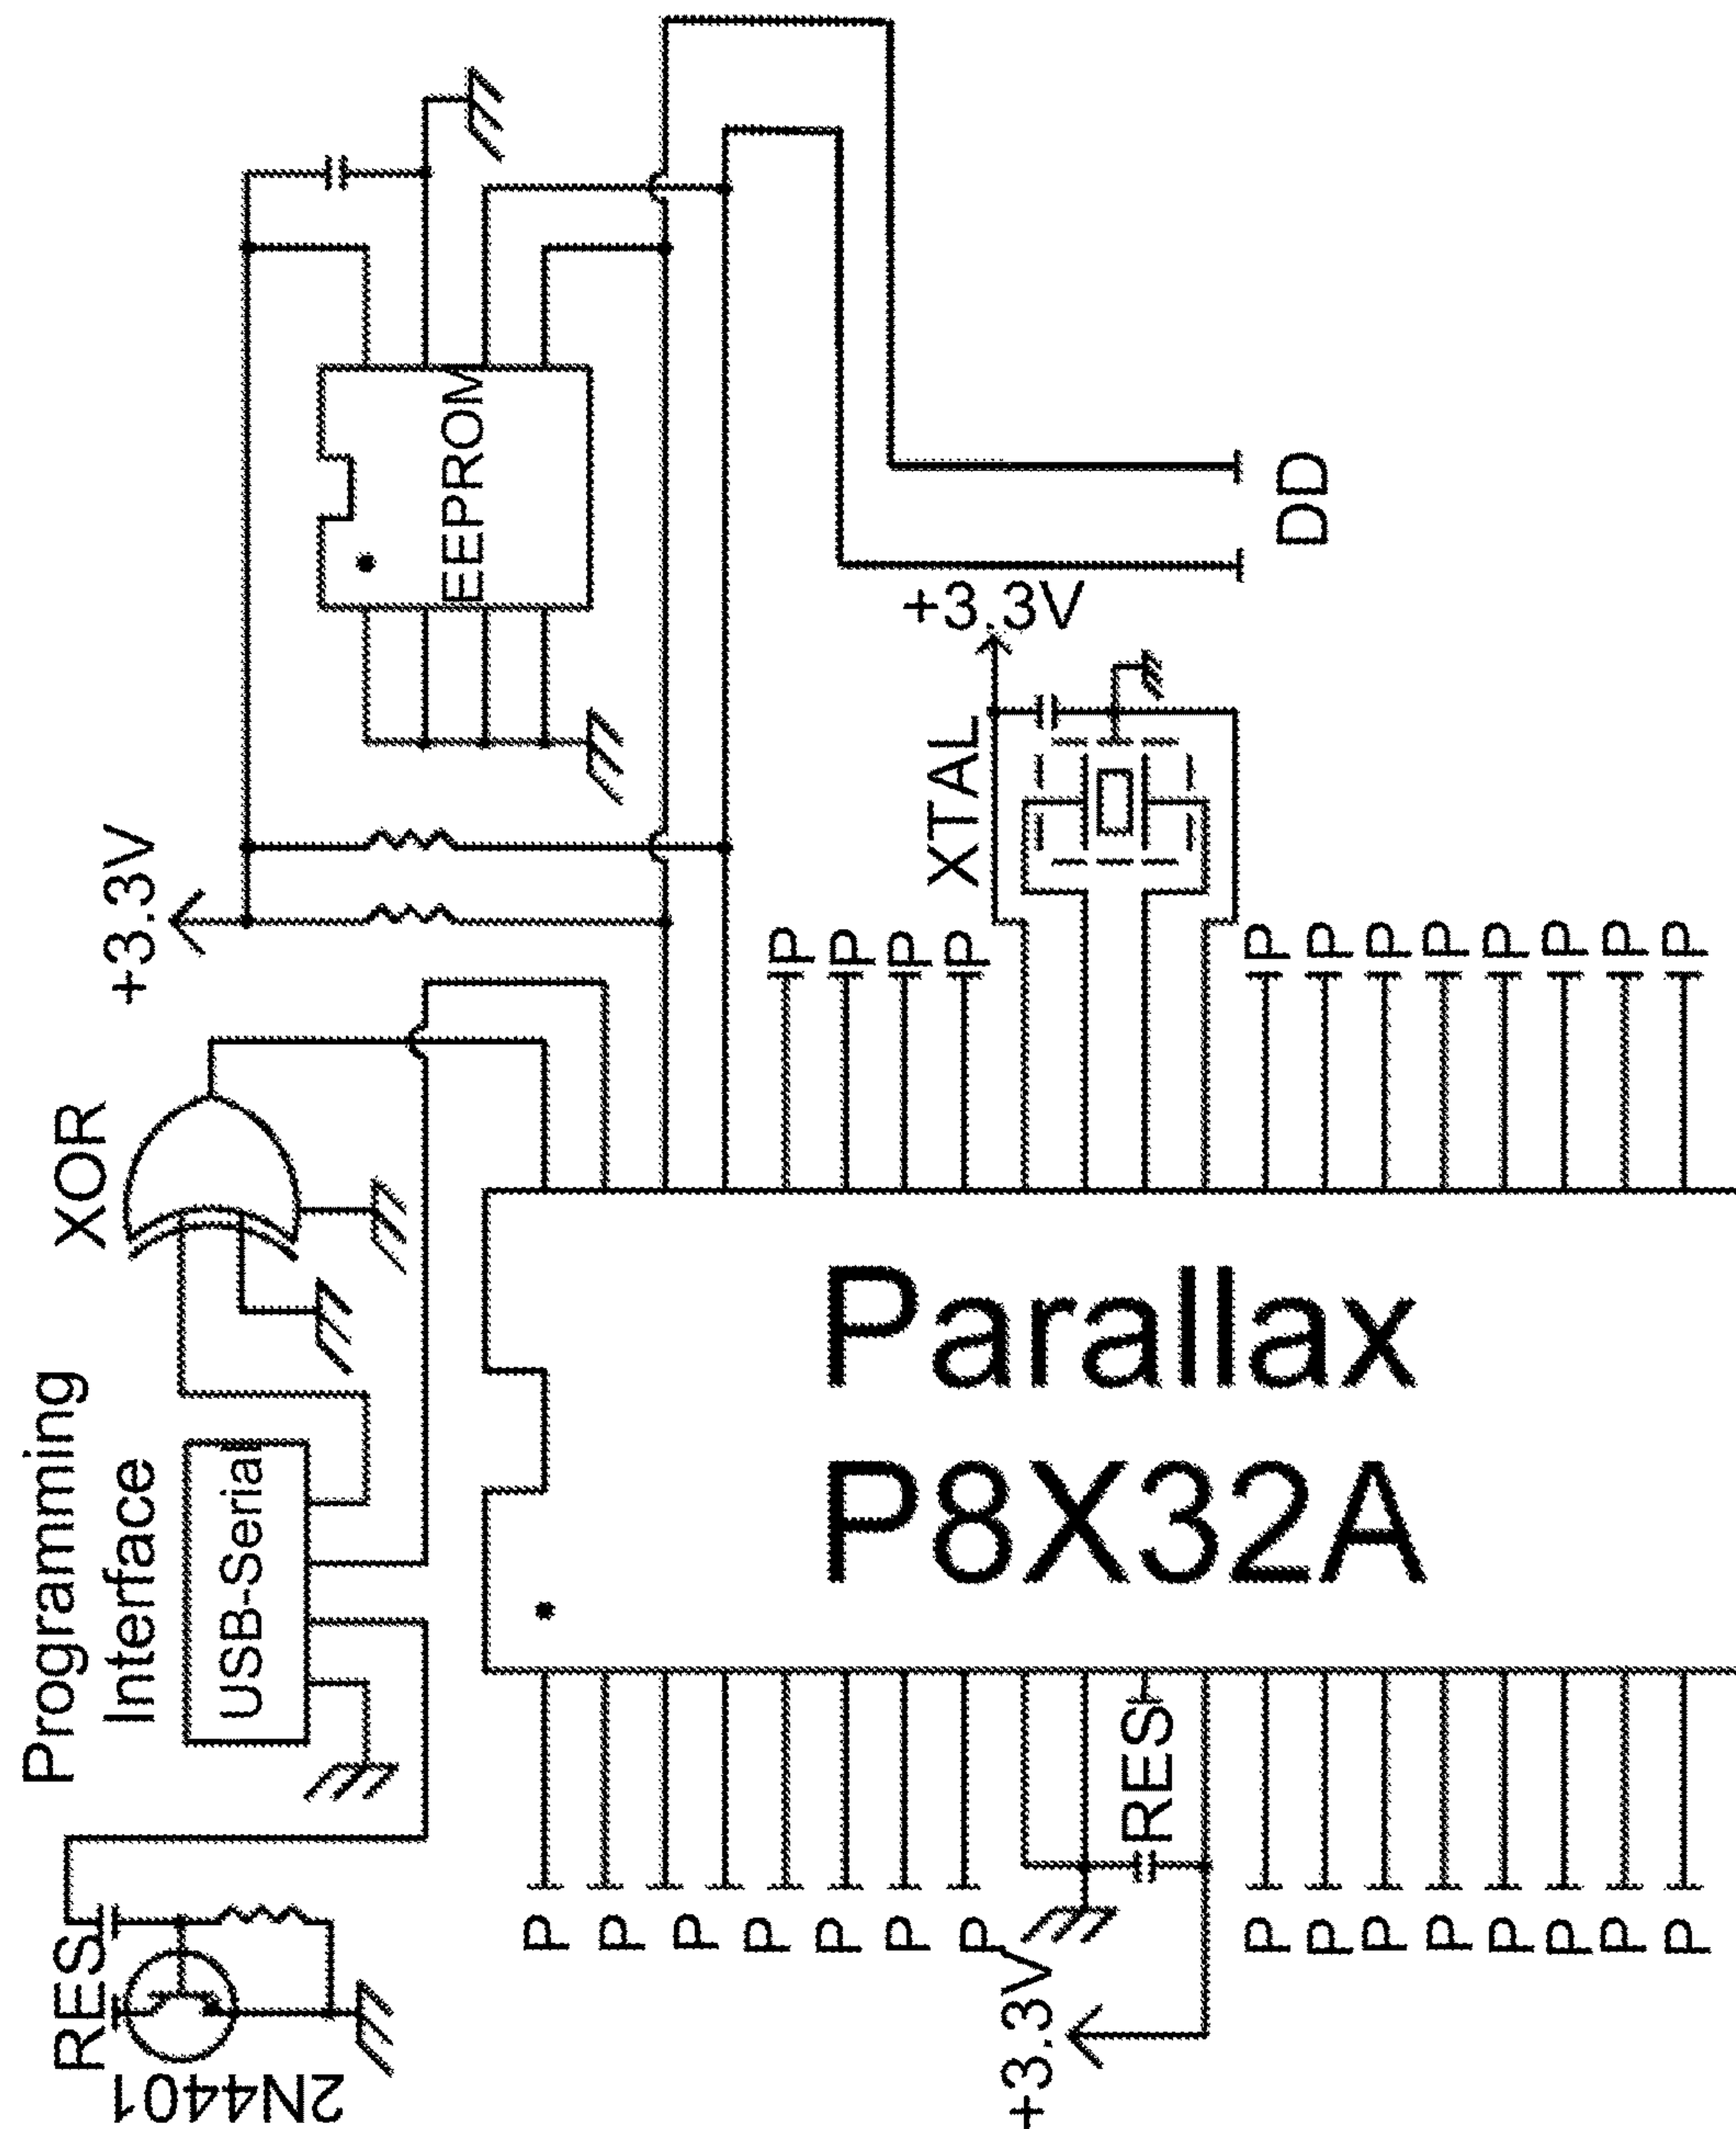 +3.3V
XOR
Programming
Interface
USB-Serial
RES
2N4401
EEPROM
DD
+3.3V
XTAL
P P P P
P P P P P P P P
Parallax
P8X32A
RES
P P P P P P P P
+3.3V
P P P P P P P P